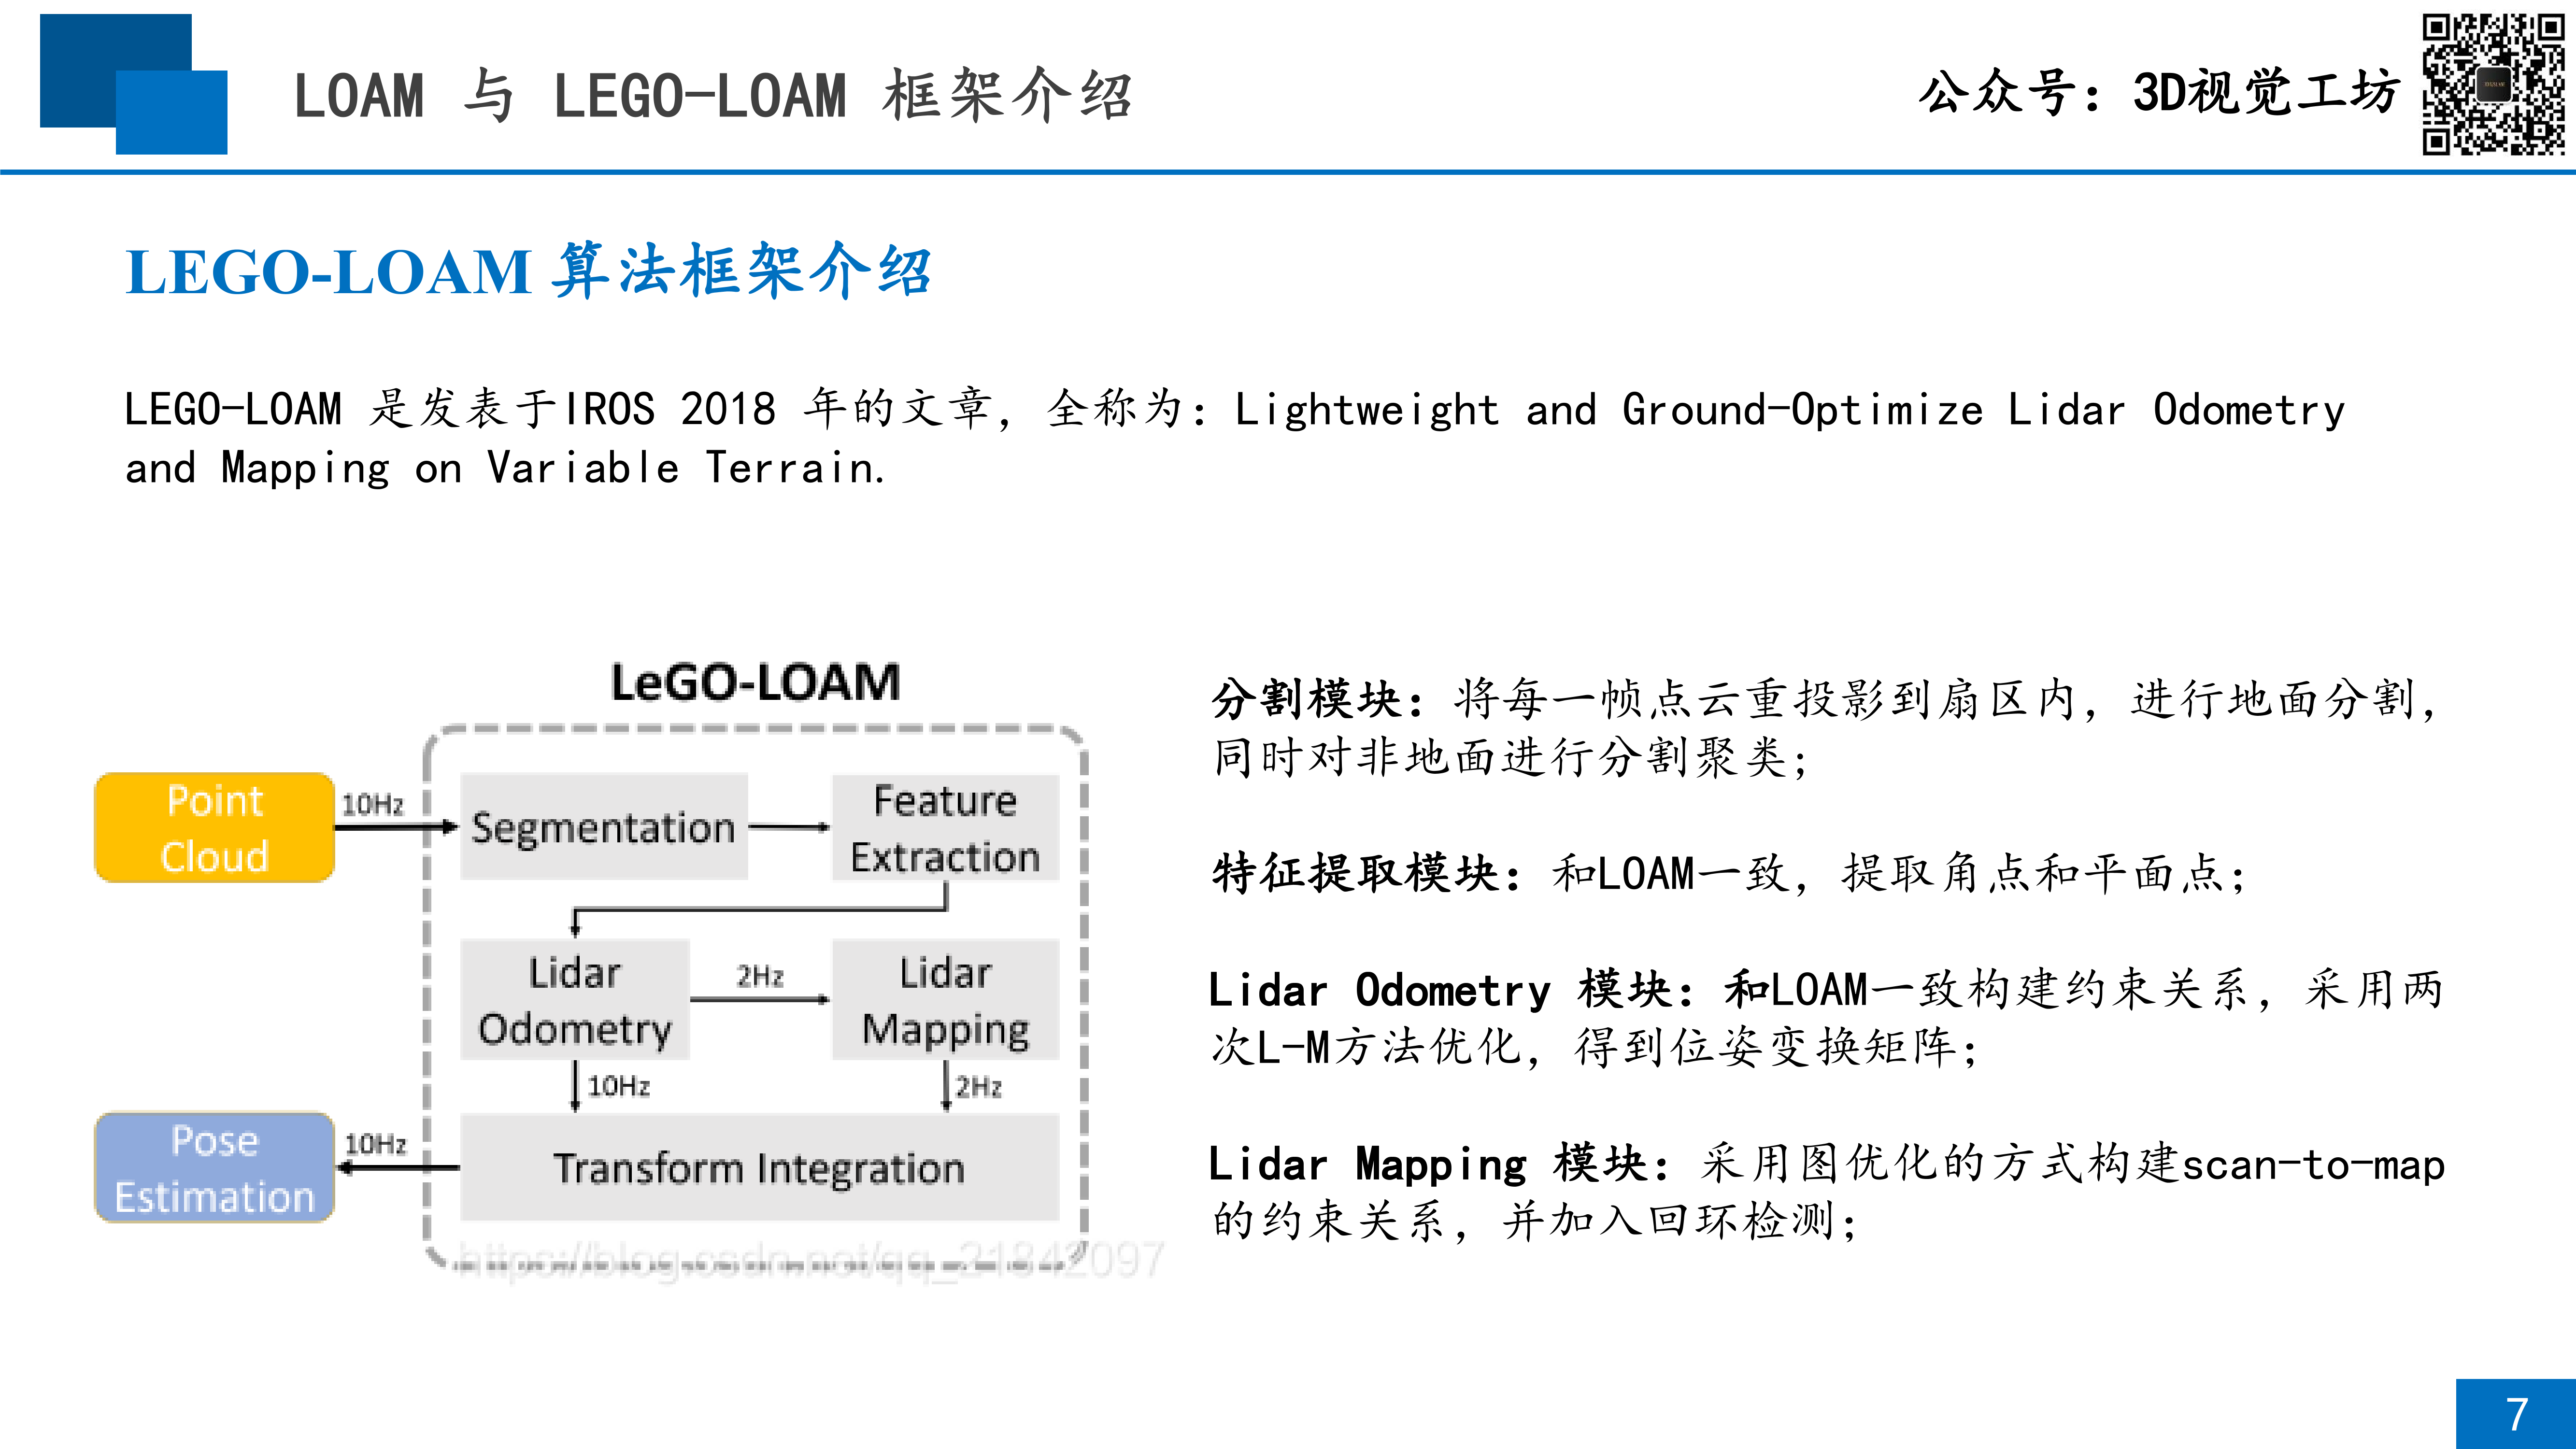 LOAM 与 LEGO-LOAM 框架介绍
公众号：3D视觉工坊
LEGO-LOAM 算法框架介绍
LEGO-LOAM 是发表于IROS 2018 年的文章，全称为：Lightweight and Ground-Optimize Lidar Odometry
and Mapping on Variable Terrain.
LeGO-LOAM
Point
Cloud
10Hz
Segmentation
Feature
Extraction
Lidar
Odometry
2Hz
Lidar
Mapping
10Hz
2Hz
Pose
Estimation
10Hz
Transform Integration
https://blog.csdn.net/qq_21842097
分割模块：将每一帧点云重投影到扇区内，进行地面分割，
同时对非地面进行分割聚类；
特征提取模块：和LOAM一致，提取角点和平面点；
Lidar Odometry 模块：和LOAM一致构建约束关系，采用两
次L-M方法优化，得到位姿变换矩阵；
Lidar Mapping 模块：采用图优化的方式构建scan-to-map
的约束关系，并加入回环检测；
7